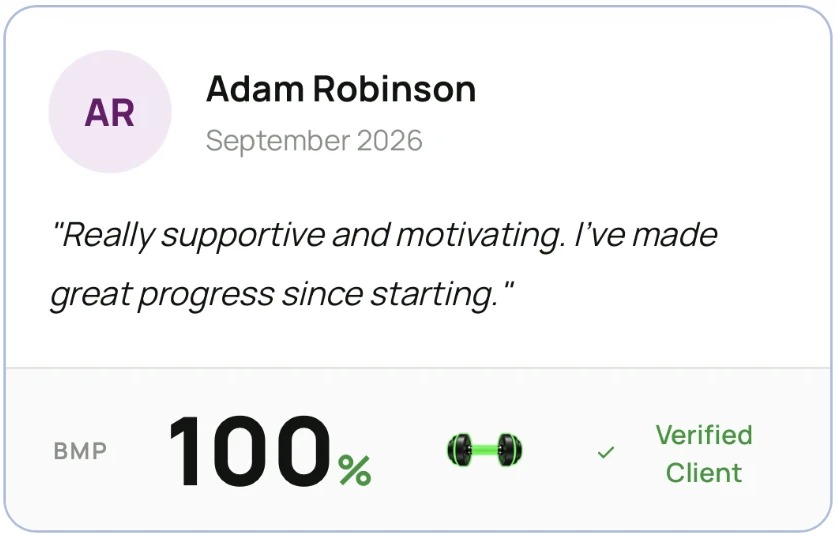 AR
Adam Robinson
September 2026
"Really supportive and motivating. I've made
great progress since starting."
BMP
100%
✓ Verified
Client